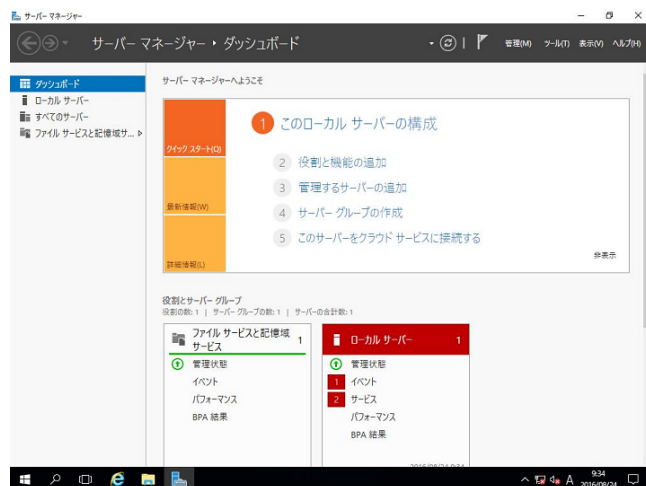 サーバー マネージャー
サーバー マネージャー ・ ダッシュボード
管理(M) ツール(T) 表示(V) ヘルプ(H)
ダッシュボード
ローカル サーバー
すべてのサーバー
ファイル サービスと記憶域サ...
サーバー マネージャーへようこそ
クイック スタート(Q)
最新情報(W)
詳細情報(L)
1 このローカル サーバーの構成
2 役割と機能の追加
3 管理するサーバーの追加
4 サーバー グループの作成
5 このサーバーをクラウド サービスに接続する
非表示
役割とサーバー グループ
役割の数: 1 | サーバー グループの数: 1 | サーバーの合計数: 1
ファイル サービスと記憶域
サービス 1
管理状態
イベント
パフォーマンス
BPA 結果
ローカル サーバー 1
管理状態
1 イベント
2 サービス
パフォーマンス
BPA 結果
2016/08/24 9:34
A
9:34
2016/08/24